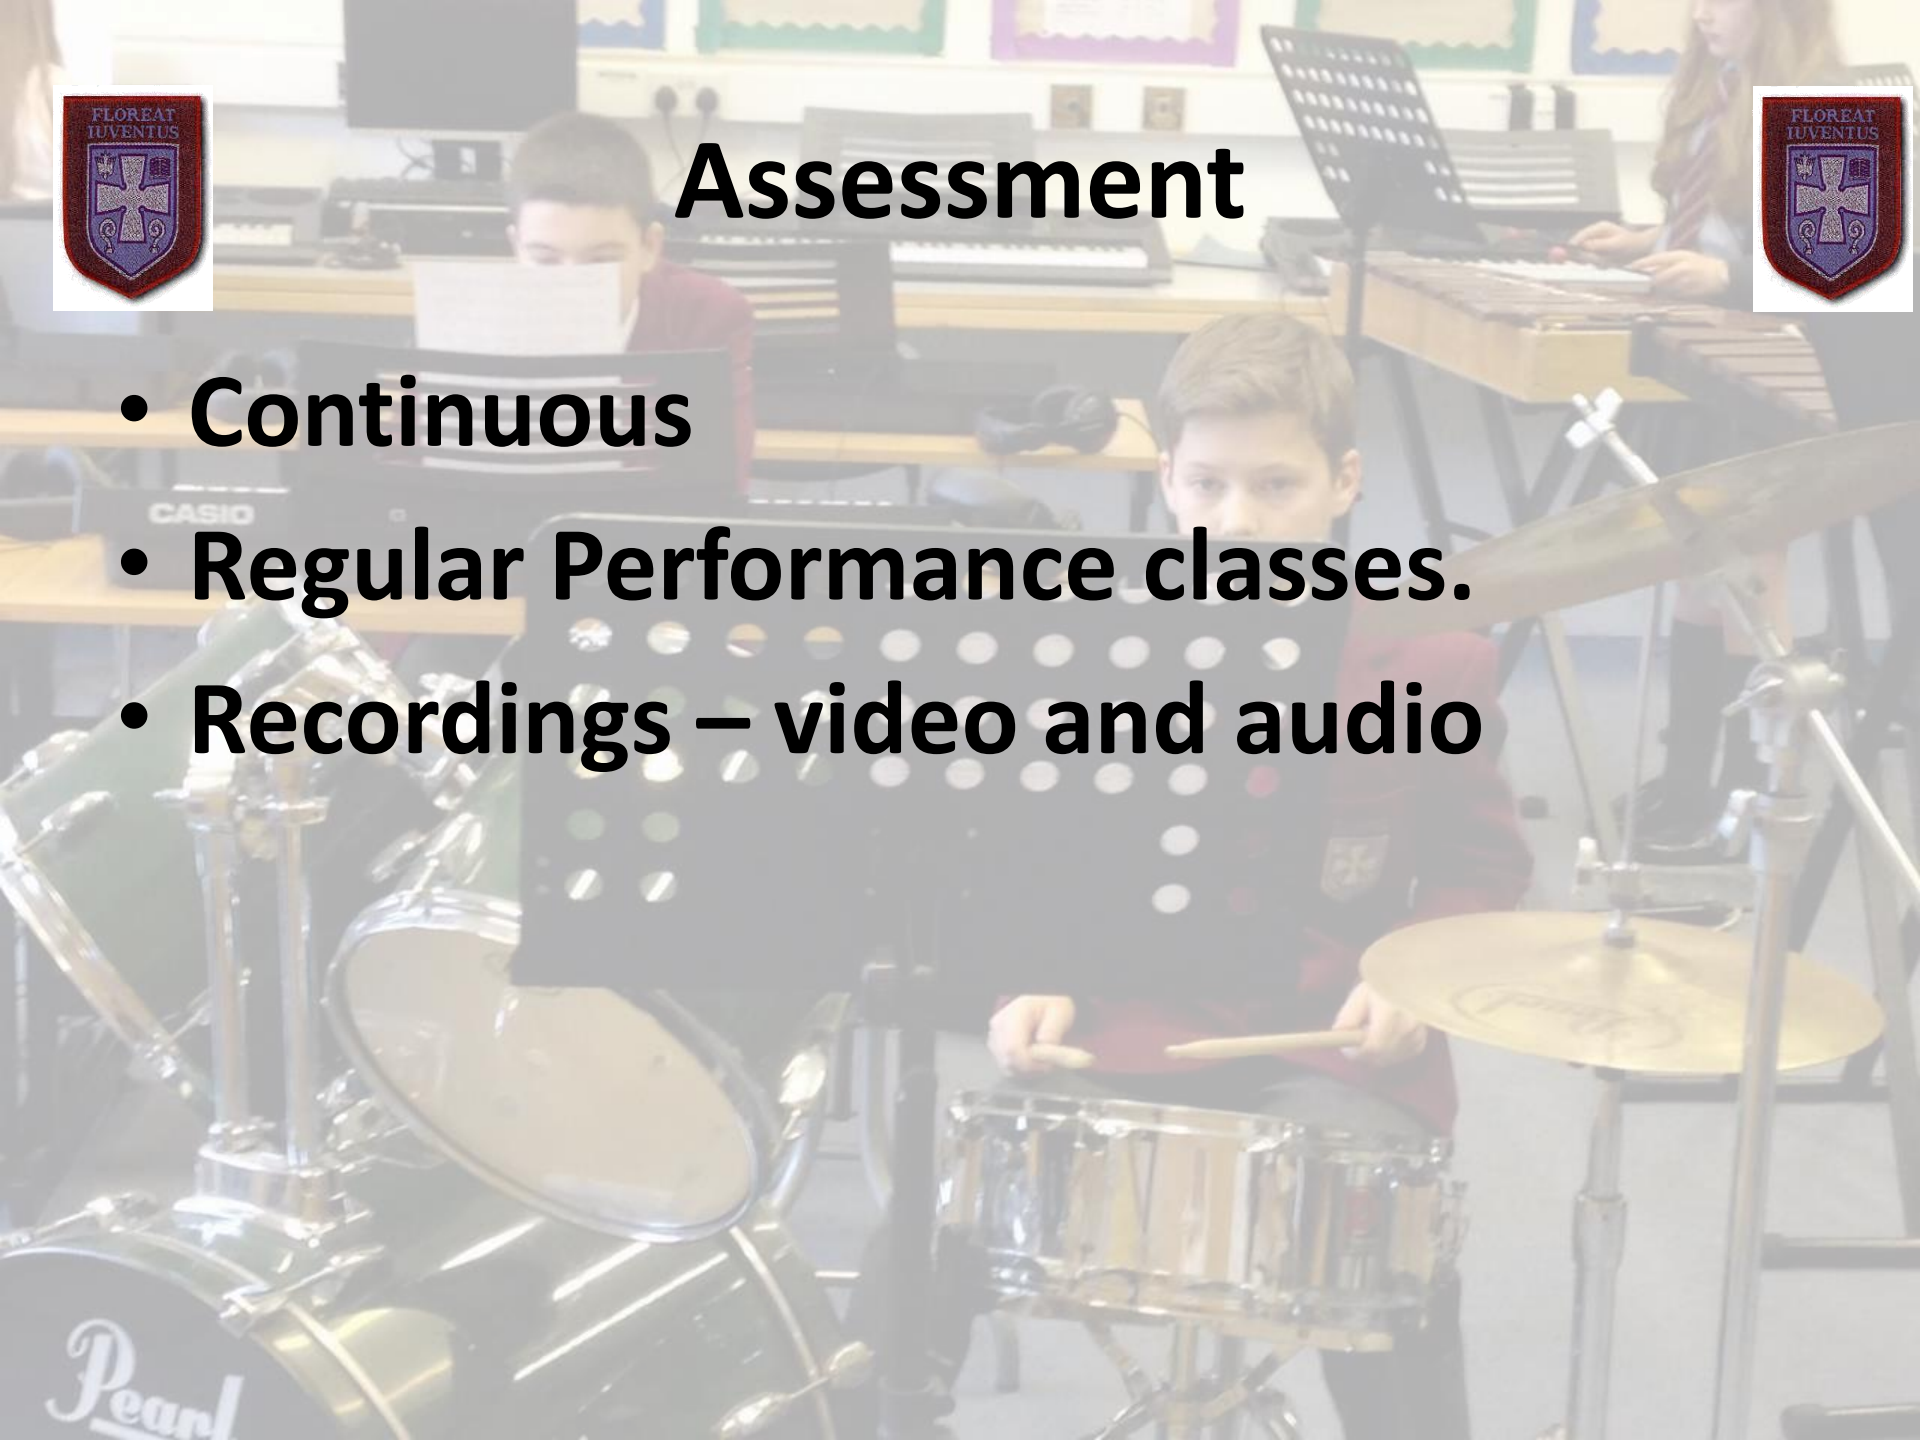 FLOREAT
IUVENTUS
FLOREAT
IUVENTUS
Assessment
• Continuous
• Regular Performance classes.
• Recordings – video and audio
CASIO
Pearl